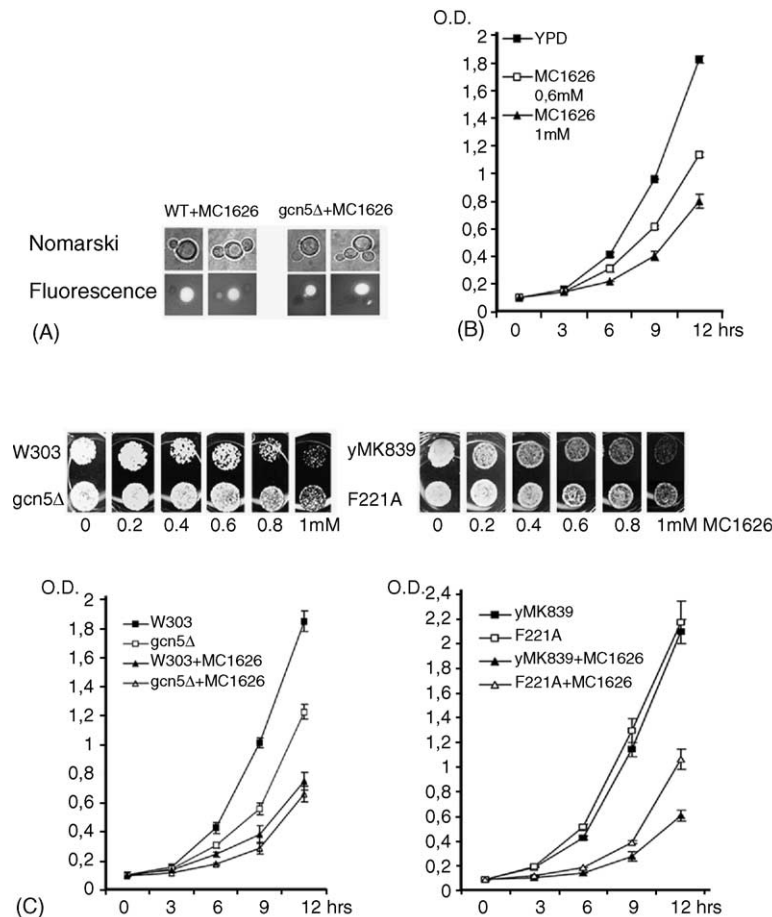 O.D.
2
1,8
1,6
1,4
1,2
1
0,8
0,6
0,4
0,2
0
0 3 6 9 12 hrs
YPD
MC1626
0,6mM
MC1626
1mM
(B)
WT+MC1626 gcn5Δ+MC1626
Nomarski
Fluorescence
(A)
W303
gcn5Δ
0 0.2 0.4 0.6 0.8 1mM
yMK839
F221A
0 0.2 0.4 0.6 0.8 1mM MC1626
O.D.
2
1,8
1,6
1,4
1,2
1
0,8
0,6
0,4
0,2
0
W303
gcn5Δ
W303+MC1626
gcn5Δ+MC1626
0 3 6 9 12 hrs
(C)
O.D.
2,4
2,2
2
1,8
1,6
1,4
1,2
1
0,8
0,6
0,4
0,2
0
yMK839
F221A
yMK839+MC1626
F221A+MC1626
0 3 6 9 12 hrs